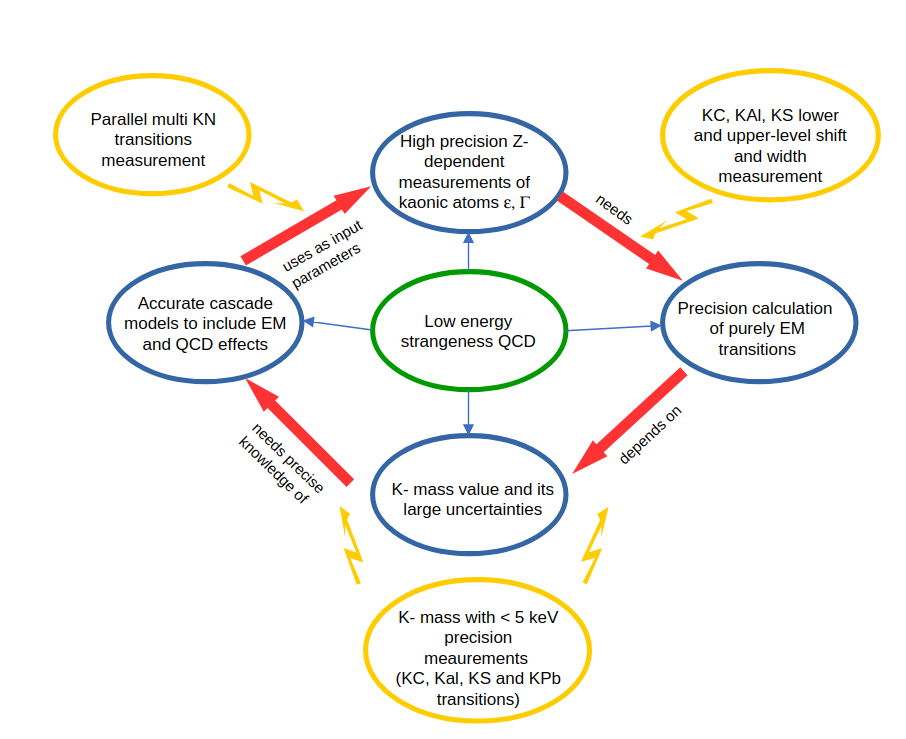 Parallel multi KN
transitions
measurement
KC, KAl, KS lower
and upper-level shift
and width
measurement
High precision Z-
dependent
measurements of
kaonic atoms ε, Γ
needs
uses as input
parameters
Accurate cascade
models to include EM
and QCD effects
Low energy
strangeness QCD
Precision calculation
of purely EM
transitions
depends on
needs precise
knowledge of
K- mass value and its
large uncertainties
K- mass with < 5 keV
precision
meaurements
(KC, Kal, KS and KPb
transitions)